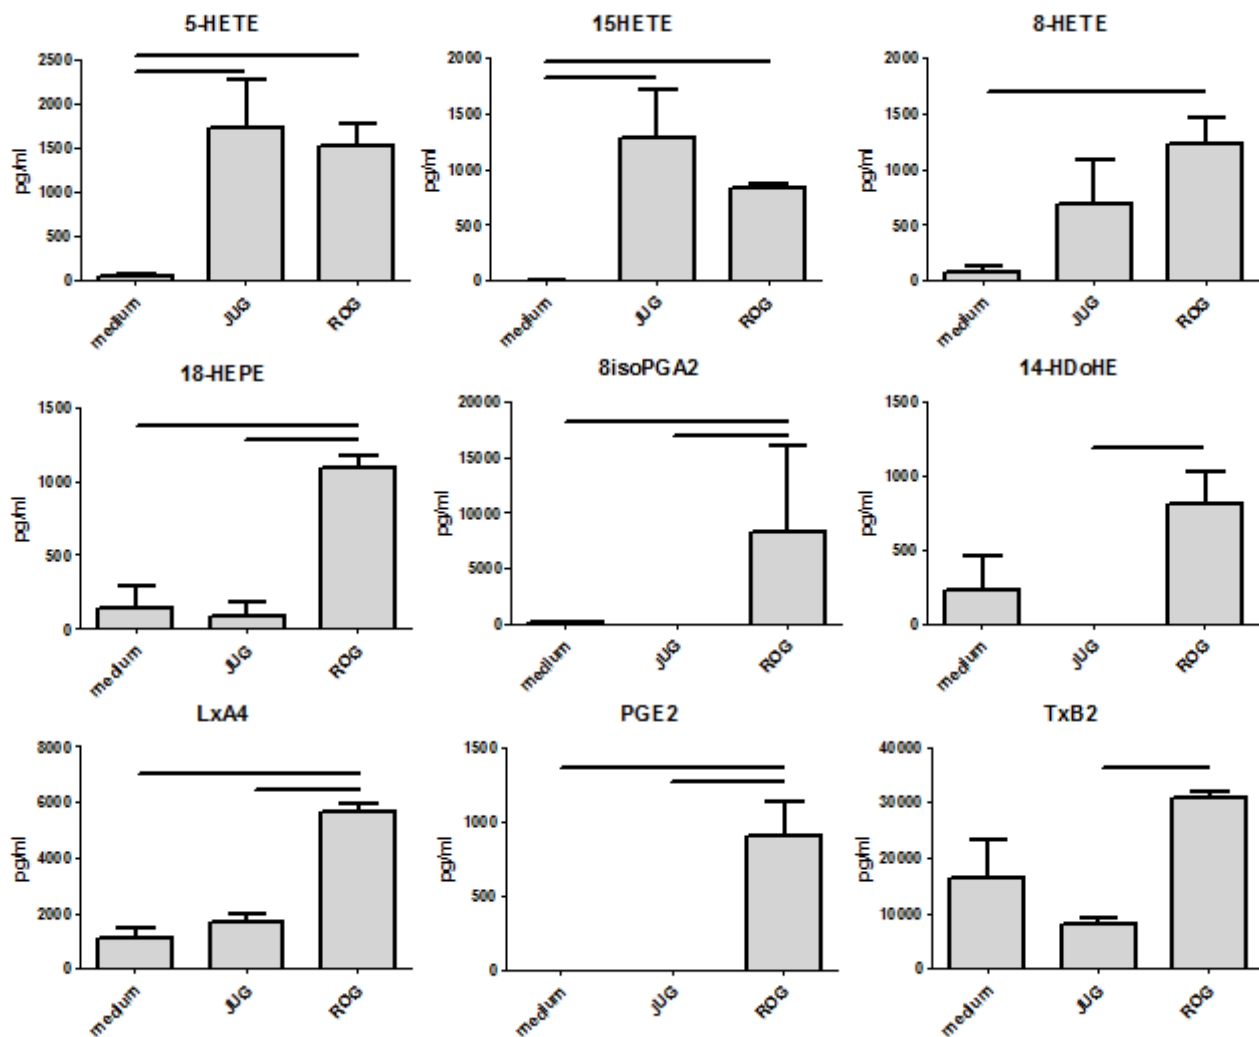 5-HETE
2500
2000
1500
1000
500
0
pg/ml
medium
JUG
ROG
15HETE
2000
1500
1000
500
0
pg/ml
medium
JUG
ROG
8-HETE
2000
1500
1000
500
0
pg/ml
medium
JUG
ROG
18-HEPE
1500
1000
500
0
pg/ml
medium
JUG
ROG
8isoPGA2
20000
15000
10000
5000
0
pg/ml
medium
JUG
ROG
14-HDoHE
1500
1000
500
0
pg/ml
medium
JUG
ROG
LxA4
8000
6000
4000
2000
0
pg/ml
medium
JUG
ROG
PGE2
1500
1000
500
0
pg/ml
medium
JUG
ROG
TxB2
40000
30000
20000
10000
0
pg/ml
medium
JUG
ROG